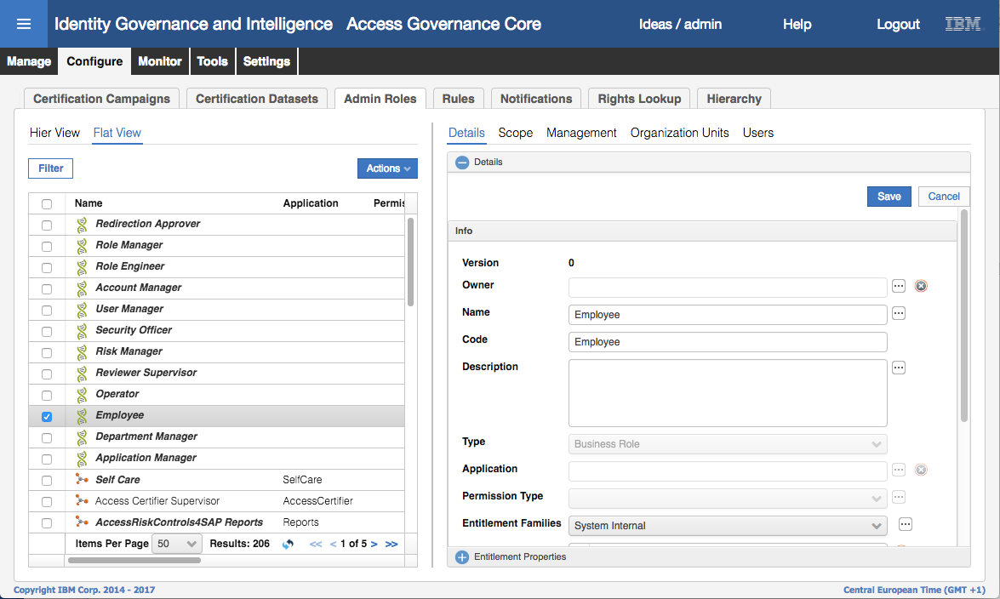 Identity Governance and Intelligence Access Governance Core Ideas / admin Help Logout IBM
Manage Configure Monitor Tools Settings
Certification Campaigns Certification Datasets Admin Roles Rules Notifications Rights Lookup Hierarchy
Hier View Flat View
Filter Actions
Name Application Permis
Redirection Approver
Role Manager
Role Engineer
Account Manager
User Manager
Security Officer
Risk Manager
Reviewer Supervisor
Operator
Employee
Department Manager
Application Manager
Self Care SelfCare
Access Certifier Supervisor AccessCertifier
AccessRiskControls4SAP Reports Reports
Items Per Page 50 Results: 206 << < 1 of 5 > >>
Details Scope Management Organization Units Users
Details
Save Cancel
Info
Version 0
Owner
Name Employee
Code Employee
Description
Type Business Role
Application
Permission Type
Entitlement Families System Internal
Entitlement Properties
Copyright IBM Corp. 2014 - 2017 Central European Time (GMT +1)